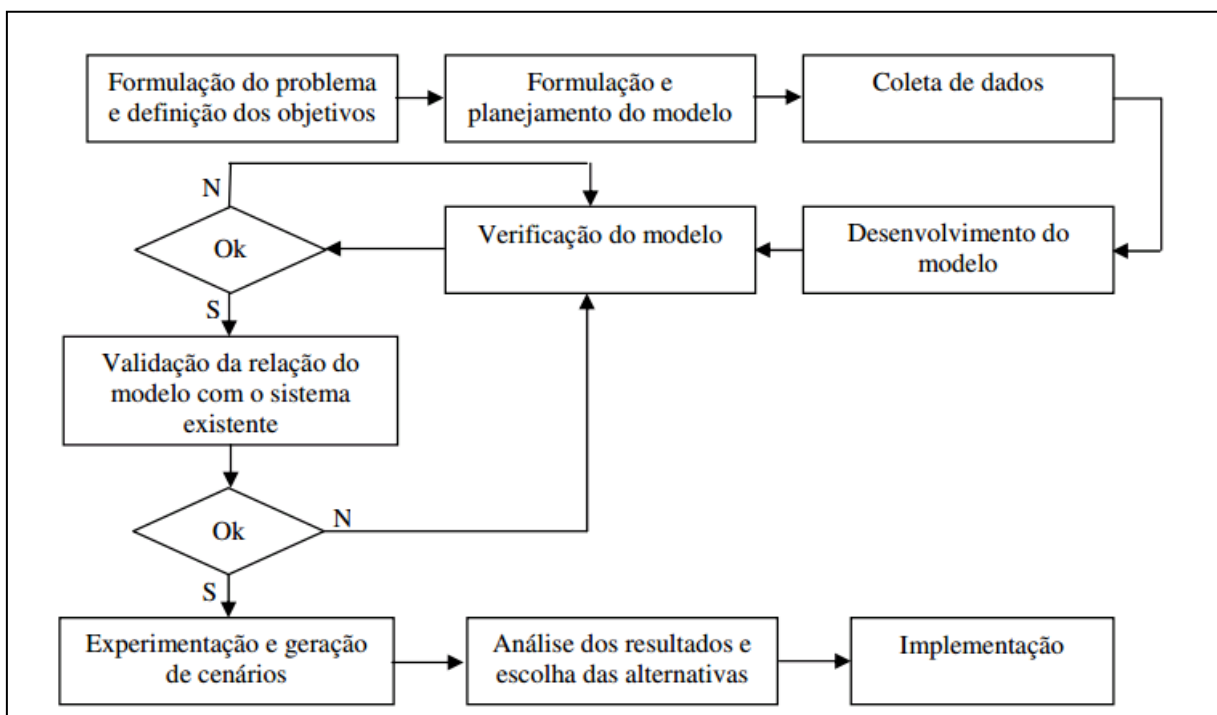 Formulação do problema
e definição dos objetivos
Formulação e
planejamento do modelo
Coleta de dados
N
Ok
Verificação do modelo
Desenvolvimento do
modelo
S
Validação da relação do
modelo com o sistema
existente
Ok
N
S
Experimentação e geração
de cenários
Análise dos resultados e
escolha das alternativas
Implementação